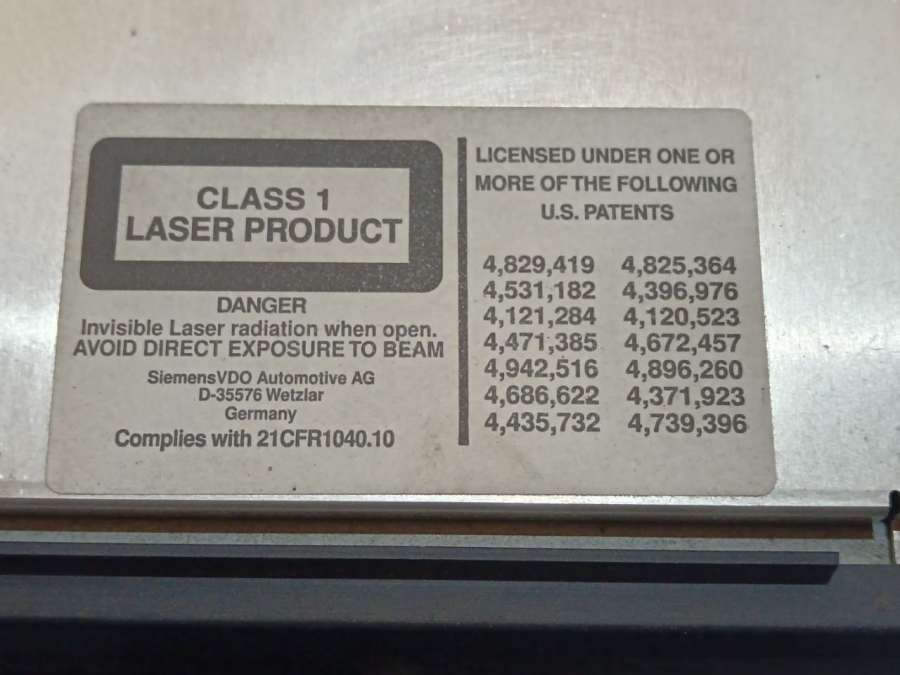 CLASS 1
LASER PRODUCT
DANGER
Invisible Laser radiation when open.
AVOID DIRECT EXPOSURE TO BEAM
SiemensVDO Automotive AG
D-35576 Wetzlar
Germany
Complies with 21CFR1040.10
LICENSED UNDER ONE OR
MORE OF THE FOLLOWING
U.S. PATENTS
4,829,419 4,825,364
4,531,182 4,396,976
4,121,284 4,120,523
4,471,385 4,672,457
4,942,516 4,896,260
4,686,622 4,371,923
4,435,732 4,739,396